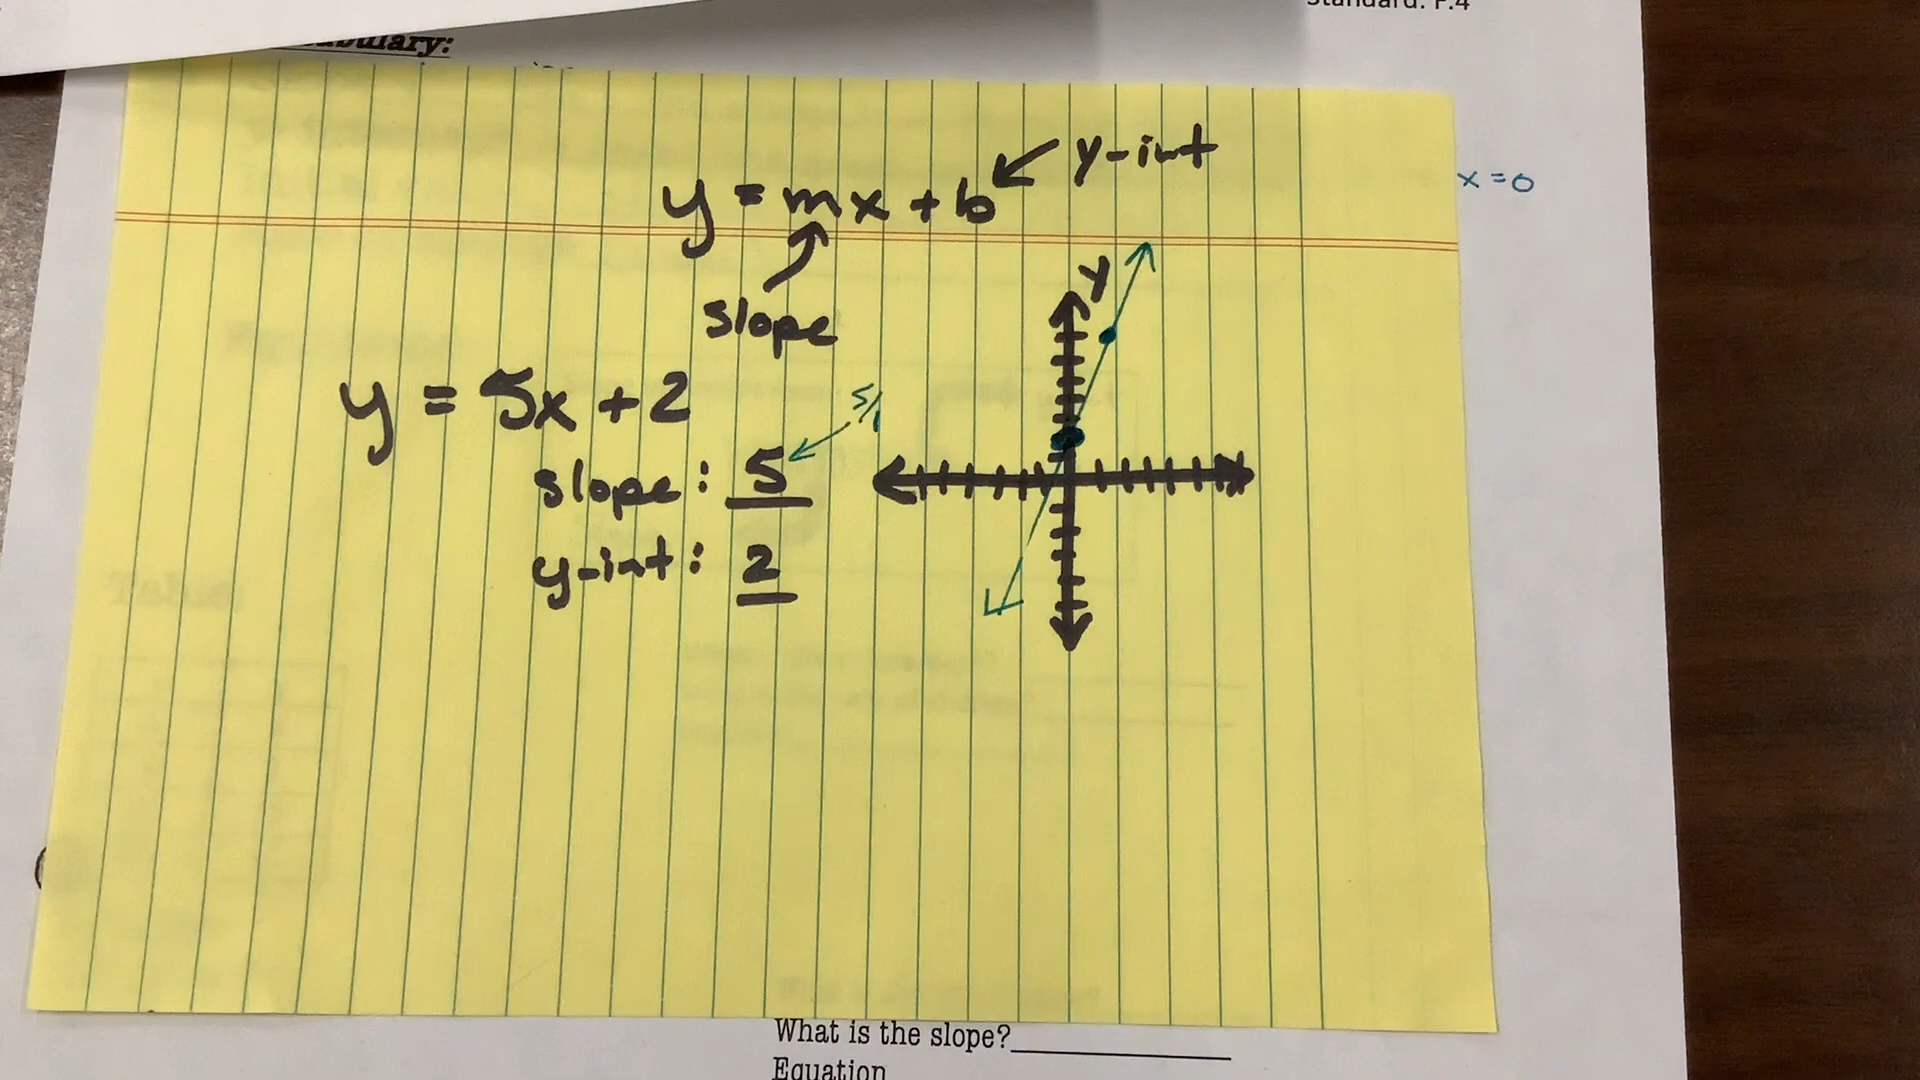 Standard: F.4
y-int
x=0
y=mx+b
y
slope
y=5x+2
5/1
slope: 5
y-int: 2
What is the slope?
Equation